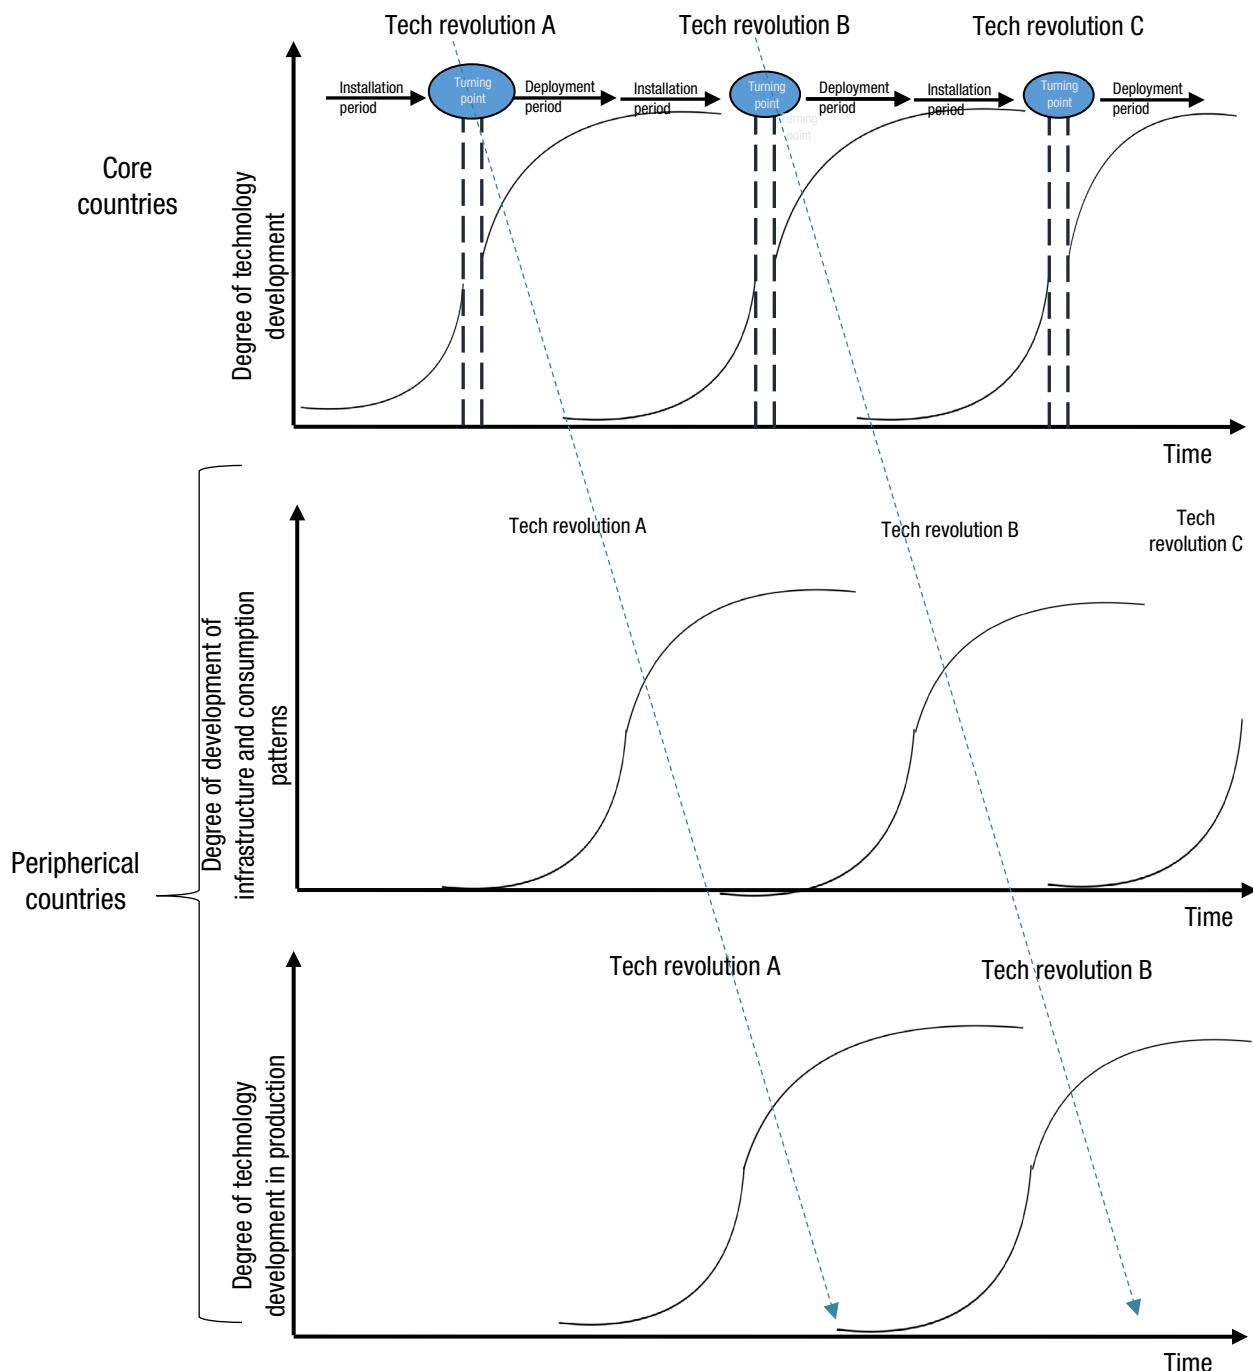 Tech revolution A
Tech revolution B
Tech revolution C
Installation
period
Turning
point
Deployment
period
Installation
period
Turning
point
Turning
point
Deployment
period
Installation
period
Turning
point
Deployment
period
Core
countries
Degree of technology
development
Time
Tech revolution A
Tech revolution B
Tech
revolution C
Degree of development of
infrastructure and consumption
patterns
Time
Peripherical
countries
Tech revolution A
Tech revolution B
Degree of technology
development in production
Time